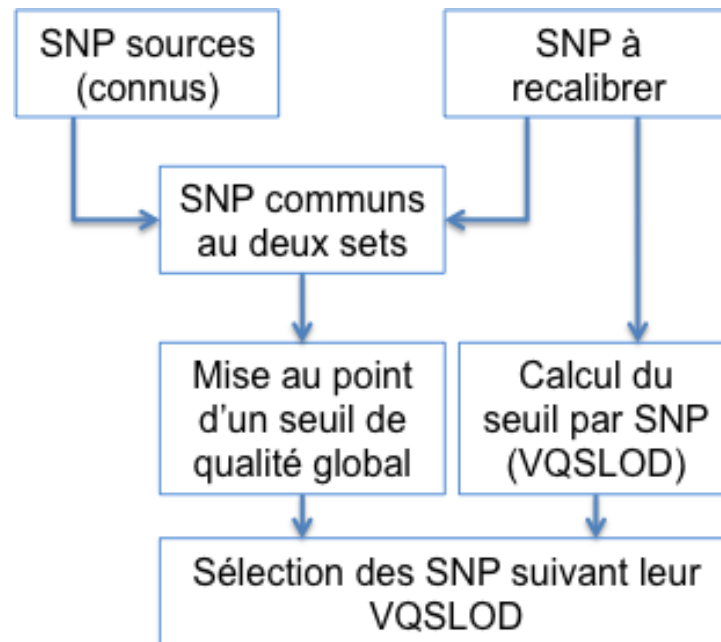 SNP sources
(connus)
SNP à
recalibrer
SNP communs
au deux sets
Mise au point
d'un seuil de
qualité global
Calcul du
seuil par SNP
(VQSLOD)
Sélection des SNP suivant leur
VQSLOD